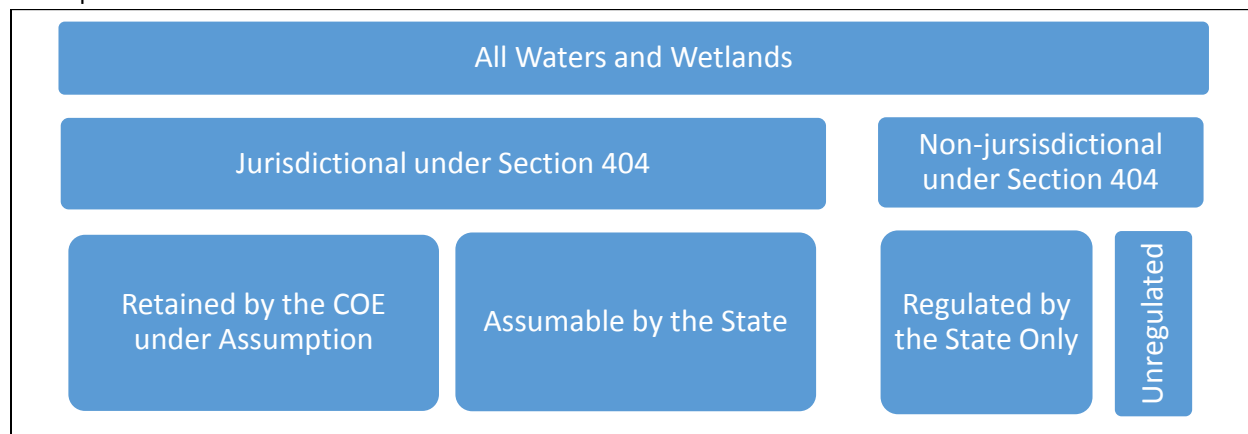 All Waters and Wetlands
Jurisdictional under Section 404
Non-jursisdictional
under Section 404
Retained by the COE
under Assumption
Assumable by the State
Regulated by
the State Only
Unregulated